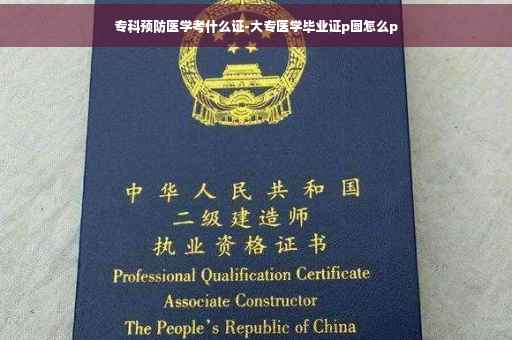 专科预防医学考什么证-大专医学毕业证p图怎么p
中华人民共和国
二级建造师
执业资格证书
Professional Qualification Certificate
Associate Constructor
The People's Republic of China